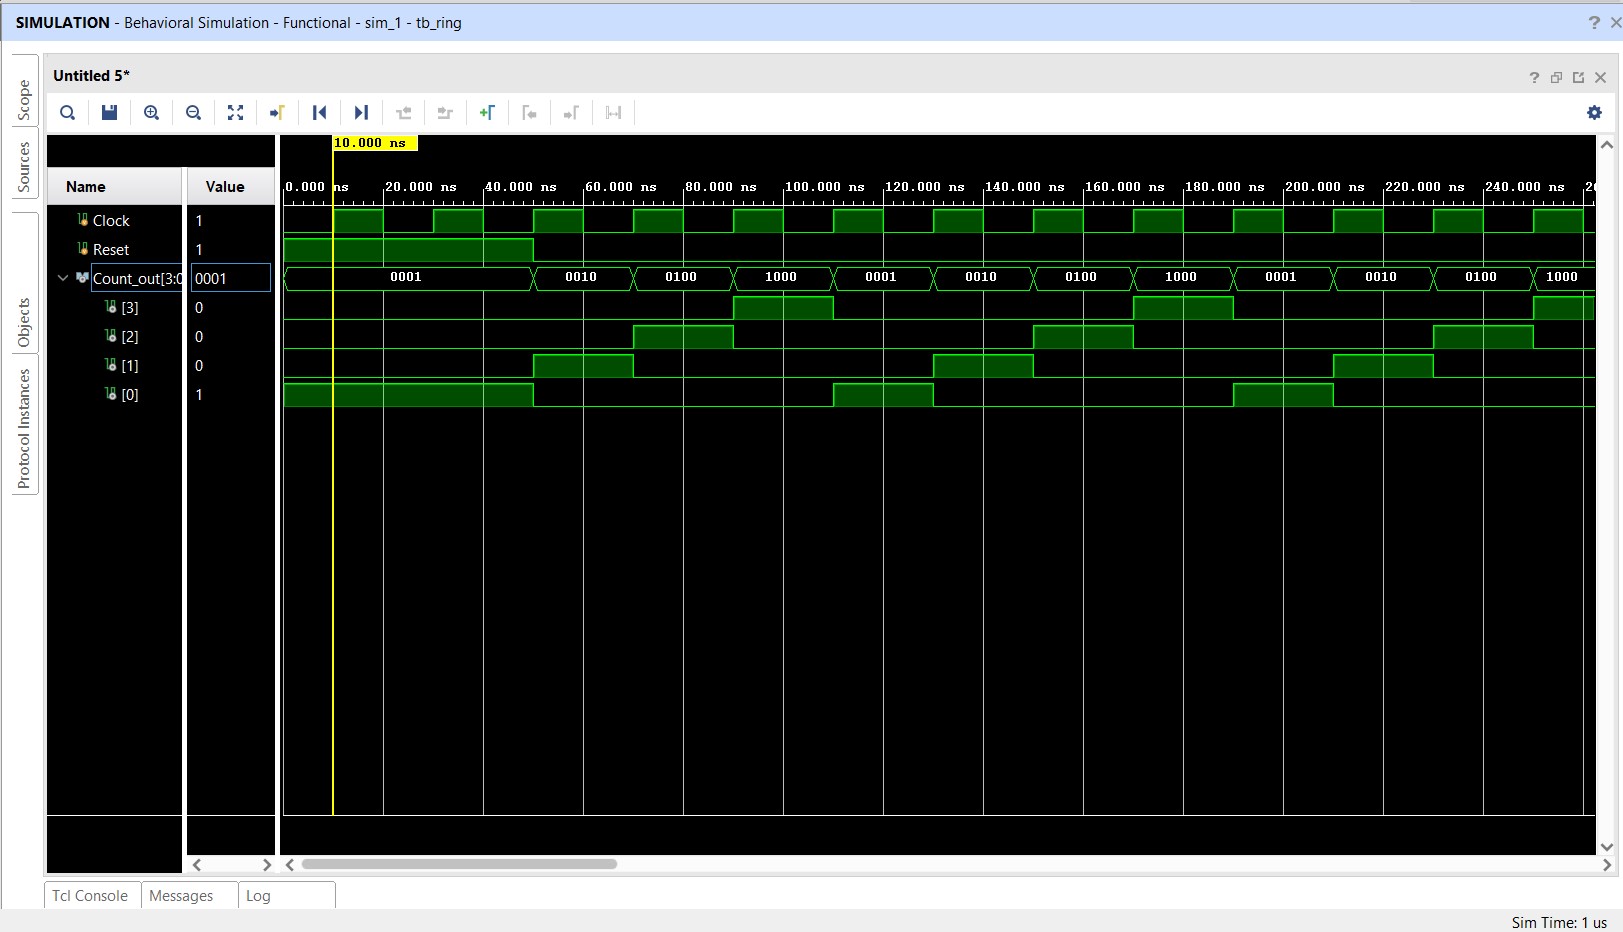 SIMULATION - Behavioral Simulation - Functional - sim_1 - tb_ring
Untitled 5*
Scope
Sources
Objects
Protocol Instances
10.000 ns
Name Value
0.000 ns 20.000 ns 40.000 ns 60.000 ns 80.000 ns 100.000 ns 120.000 ns 140.000 ns 160.000 ns 180.000 ns 200.000 ns 220.000 ns 240.000 ns
Clock 1
Reset 1
Count_out[3:0 0001 0001 0010 0100 1000 0001 0010 0100 1000 0001 0010 0100 1000
[3] 0
[2] 0
[1] 0
[0] 1
Tcl Console Messages Log
Sim Time: 1 us